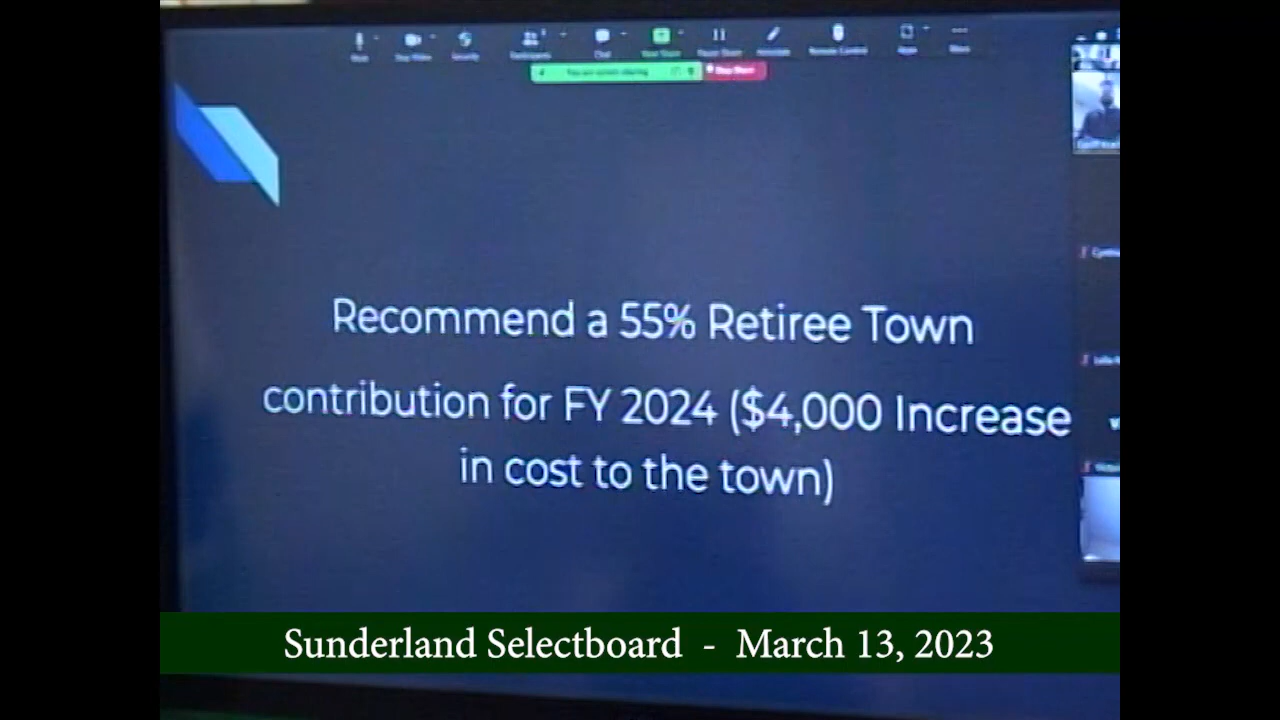 Chat
Recommend a 55% Retiree Town
contribution for FY 2024 ($4,000 Increase
in cost to the town)
Sunderland Selectboard - March 13, 2023